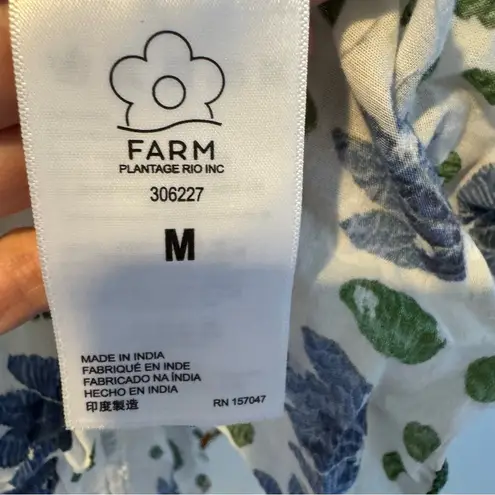 FARM
PLANTAGE RIO INC
306227
M
MADE IN INDIA
FABRIQUÉ EN INDE
FABRICADO NA ÍNDIA
HECHO EN INDIA
印度製造
RN 157047